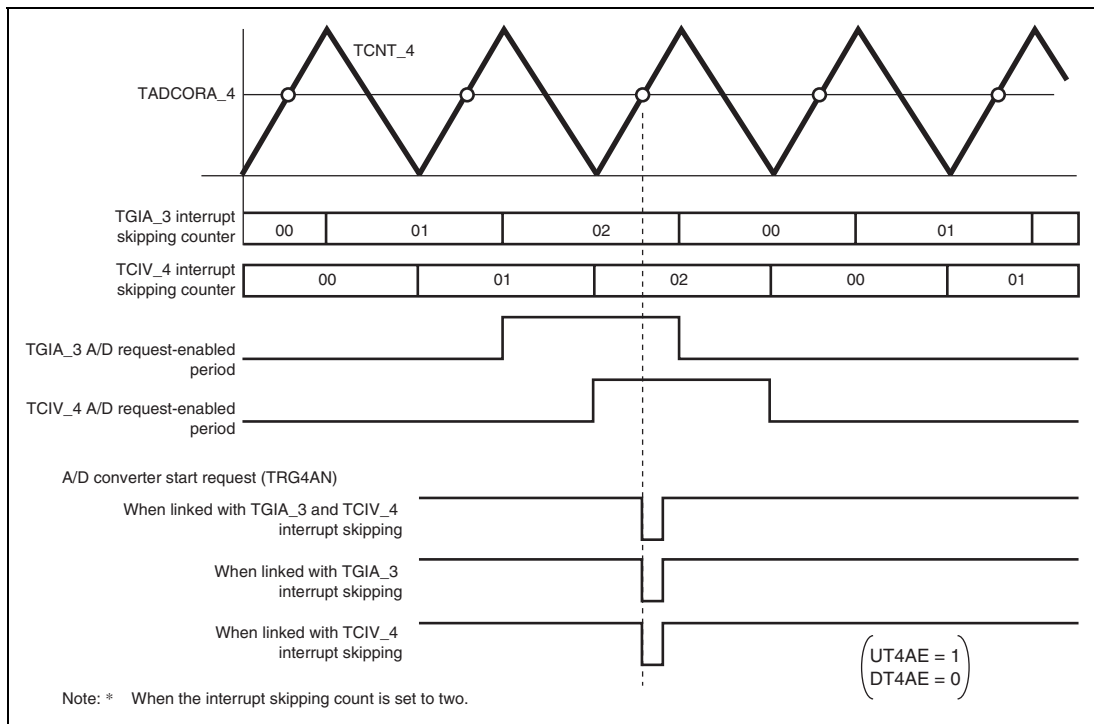 TCNT_4
TADCORA_4
TGIA_3 interrupt
skipping counter
00 01 02 00 01
TCIV_4 interrupt
skipping counter
00 01 02 00 01
TGIA_3 A/D request-enabled
period
TCIV_4 A/D request-enabled
period
A/D converter start request (TRG4AN)
When linked with TGIA_3 and TCIV_4
interrupt skipping
When linked with TGIA_3
interrupt skipping
When linked with TCIV_4
interrupt skipping
UT4AE = 1
DT4AE = 0
Note: * When the interrupt skipping count is set to two.